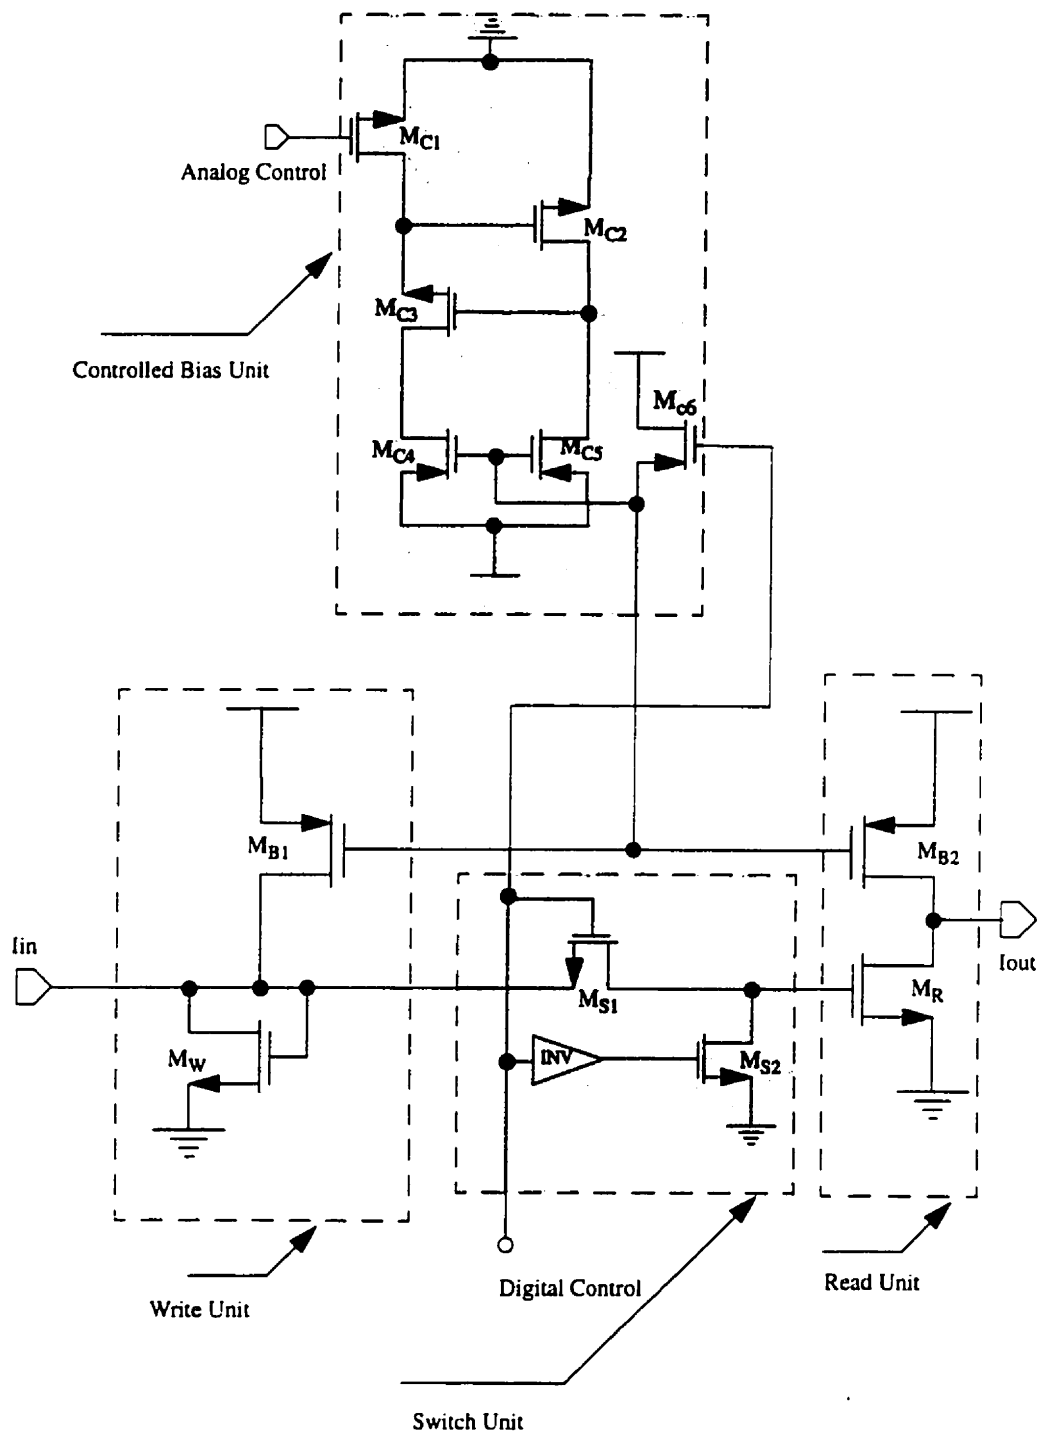 M_C1
Analog Control
M_C2
M_C3
Controlled Bias Unit
M_c6
M_C4
M_C5
M_B1
M_B2
Iin
Iout
M_S1
M_R
M_W
INV
M_S2
Digital Control
Read Unit
Write Unit
Switch Unit